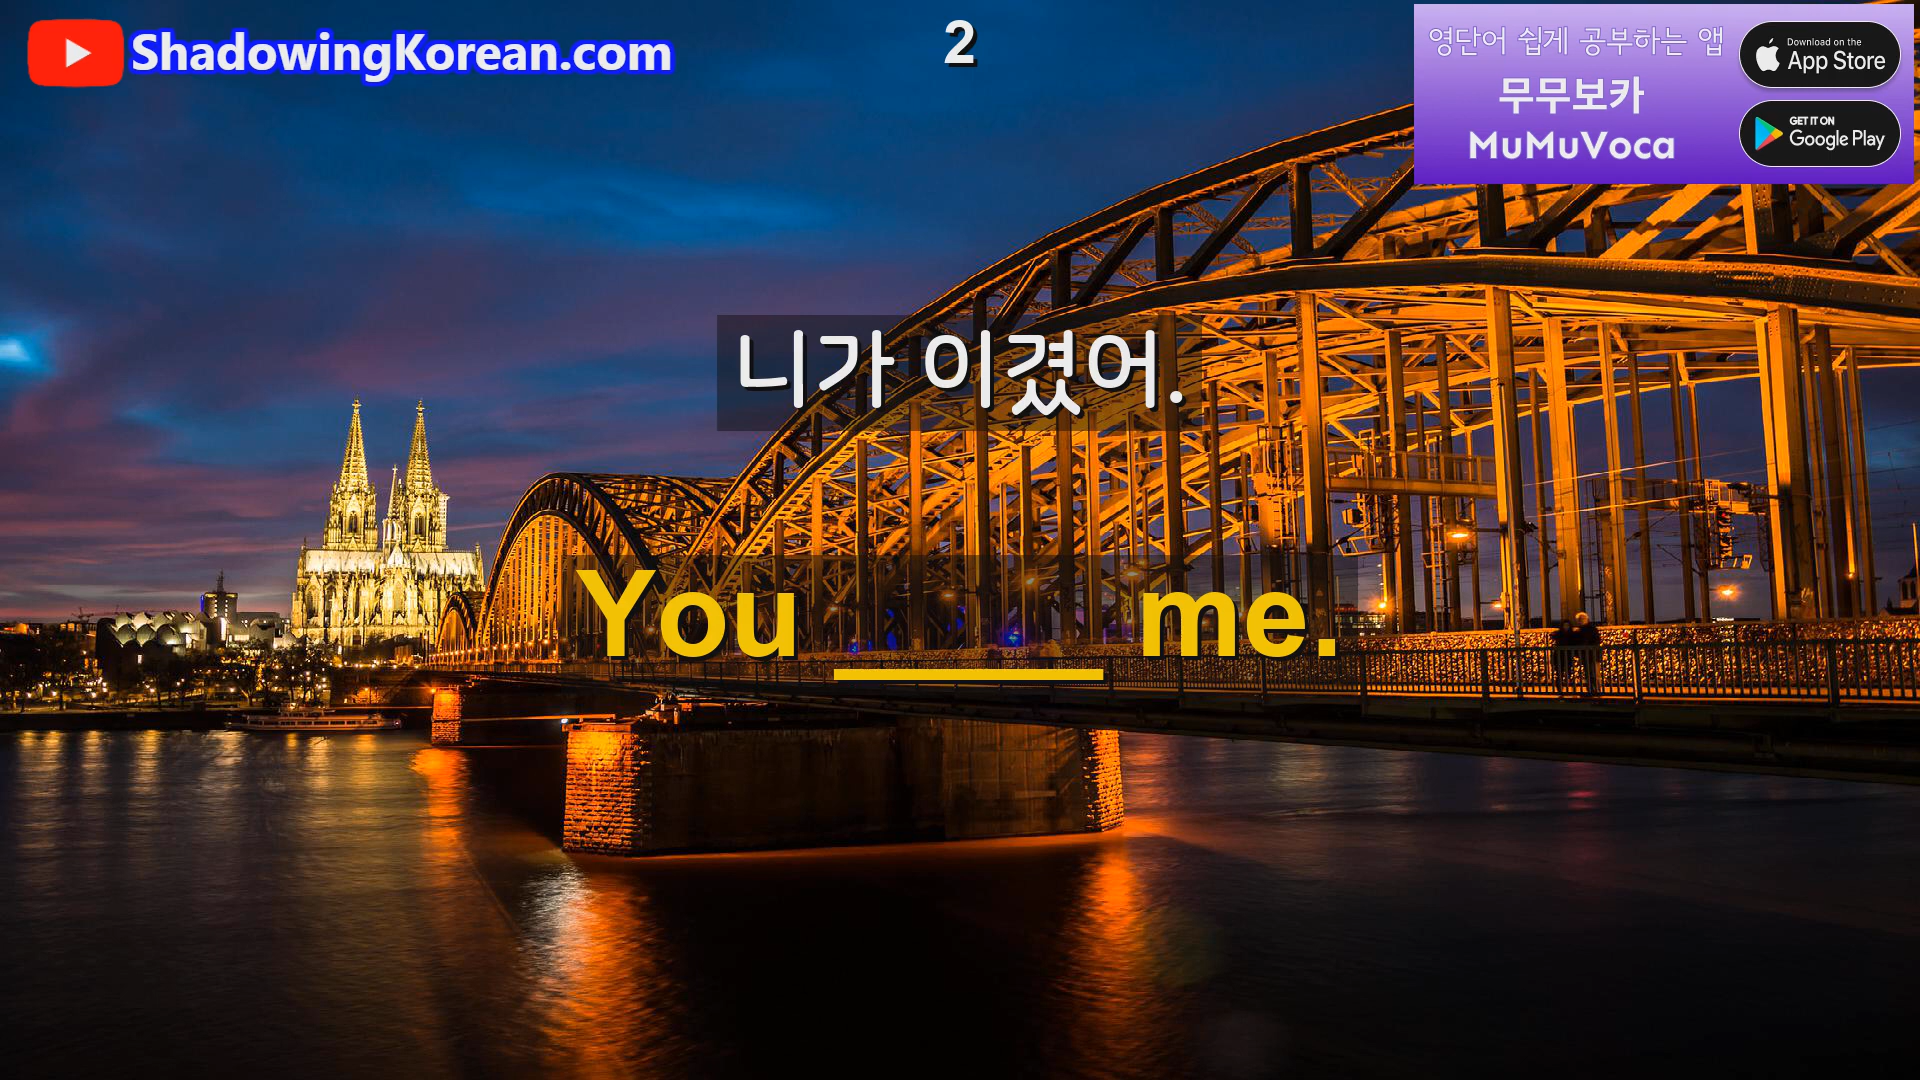 ShadowingKorean.com
2
영단어 쉽게 공부하는 앱
무무보카
MuMuVoca
Download on the
App Store
GET IT ON
Google Play
니가 이겼어.
You ____ me.